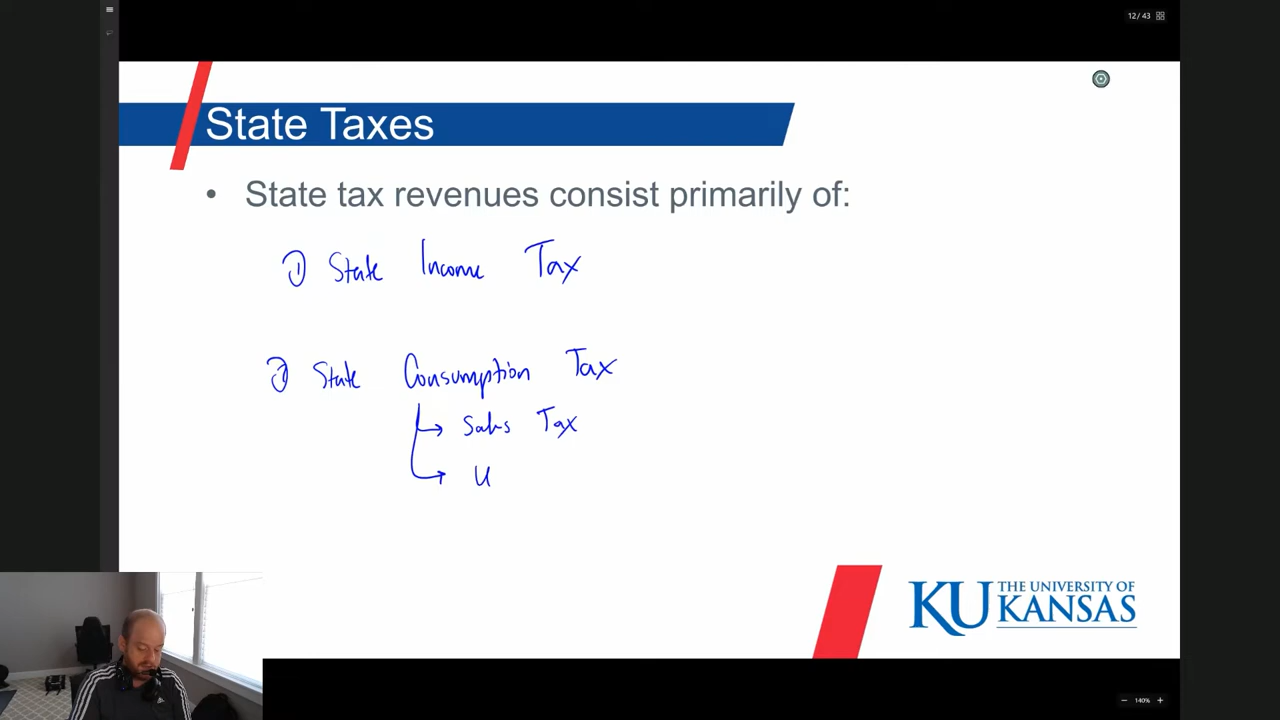 12/ 43
State Taxes
• State tax revenues consist primarily of:
① State Income Tax
② State Consumption Tax
→ Sales Tax
→ U
KU THE UNIVERSITY OF
KANSAS
− 140% +